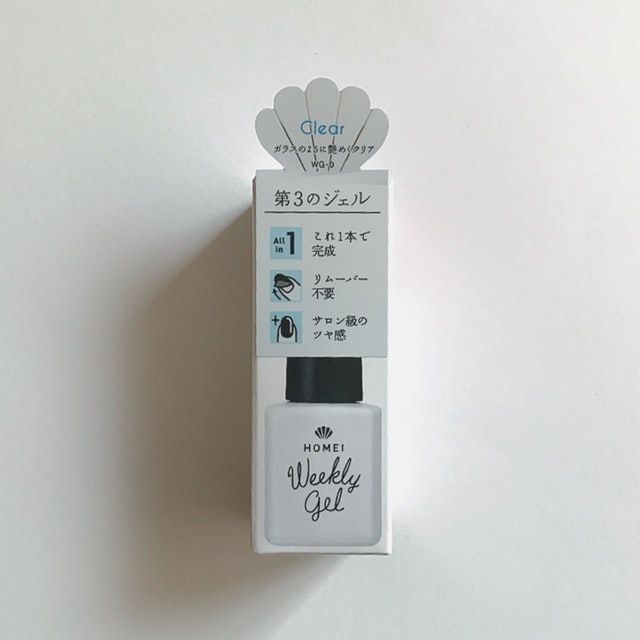 Clear
ガラスのように艶めくクリア
WG-0
第3のジェル
All in 1
これ1本で
完成
リムーバー
不要
サロン級の
ツヤ感
HOMEI
Weekly
Gel